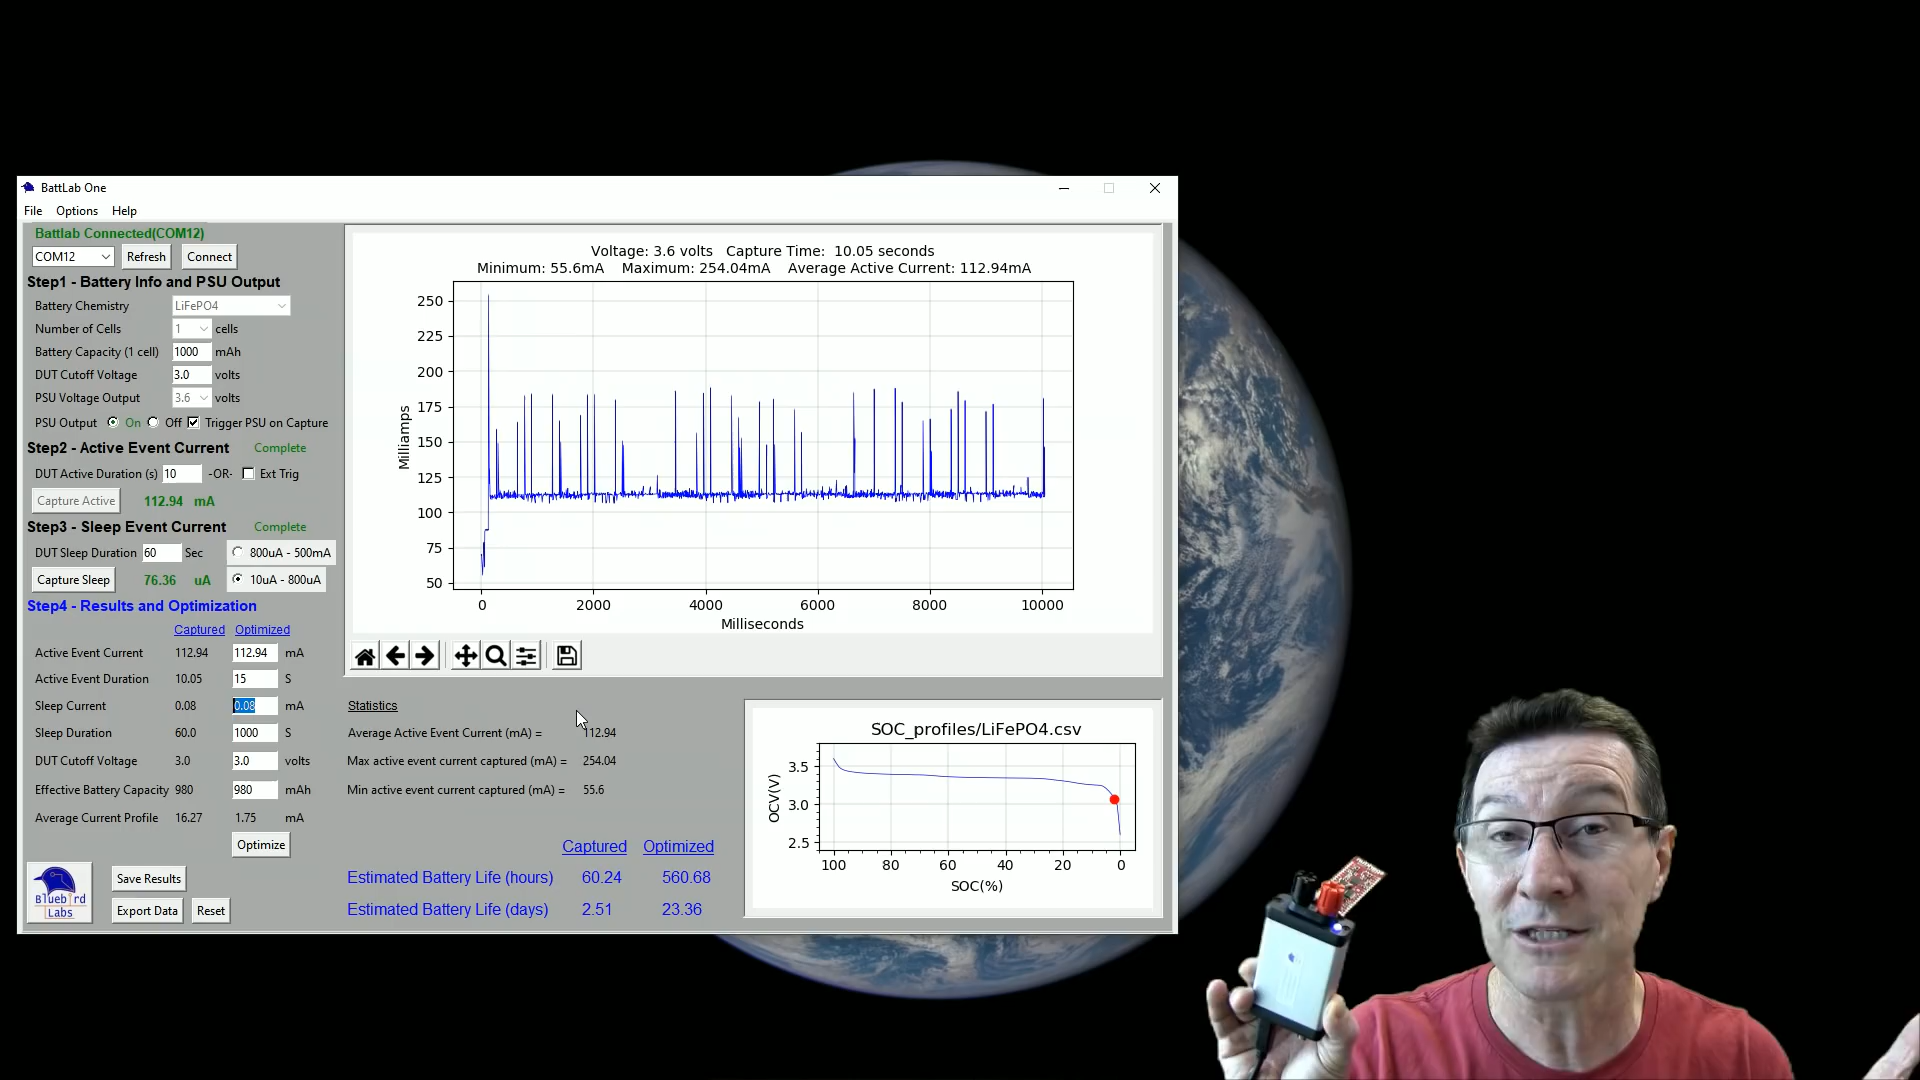 BattLab One
File Options Help
Battlab Connected(COM12)
COM12 Refresh Connect
Step1 - Battery Info and PSU Output
Battery Chemistry LiFePO4
Number of Cells 1 cells
Battery Capacity (1 cell) 1000 mAh
DUT Cutoff Voltage 3.0 volts
PSU Voltage Output 3.6 volts
PSU Output On Off Trigger PSU on Capture
Step2 - Active Event Current Complete
DUT Active Duration (s) 10 -OR- Ext Trig
Capture Active 112.94 mA
Step3 - Sleep Event Current Complete
DUT Sleep Duration 60 Sec 800uA - 500mA
Capture Sleep 76.36 uA 10uA - 800uA
Step4 - Results and Optimization
Captured Optimized
Active Event Current 112.94 112.94 mA
Active Event Duration 10.05 15 S
Sleep Current 0.08 0.08 mA
Sleep Duration 60.0 1000 S
DUT Cutoff Voltage 3.0 3.0 volts
Effective Battery Capacity 980 980 mAh
Average Current Profile 16.27 1.75 mA
Optimize
Bluebird Labs
Save Results
Export Data Reset
Voltage: 3.6 volts Capture Time: 10.05 seconds
Minimum: 55.6mA Maximum: 254.04mA Average Active Current: 112.94mA
250
225
200
175
150
125
100
75
50
Milliamps
0 2000 4000 6000 8000 10000
Milliseconds
Statistics
Average Active Event Current (mA) = 112.94
Max active event current captured (mA) = 254.04
Min active event current captured (mA) = 55.6
Captured Optimized
Estimated Battery Life (hours) 60.24 560.68
Estimated Battery Life (days) 2.51 23.36
SOC_profiles/LiFePO4.csv
3.5
3.0
2.5
OCV(V)
100 80 60 40 20 0
SOC(%)